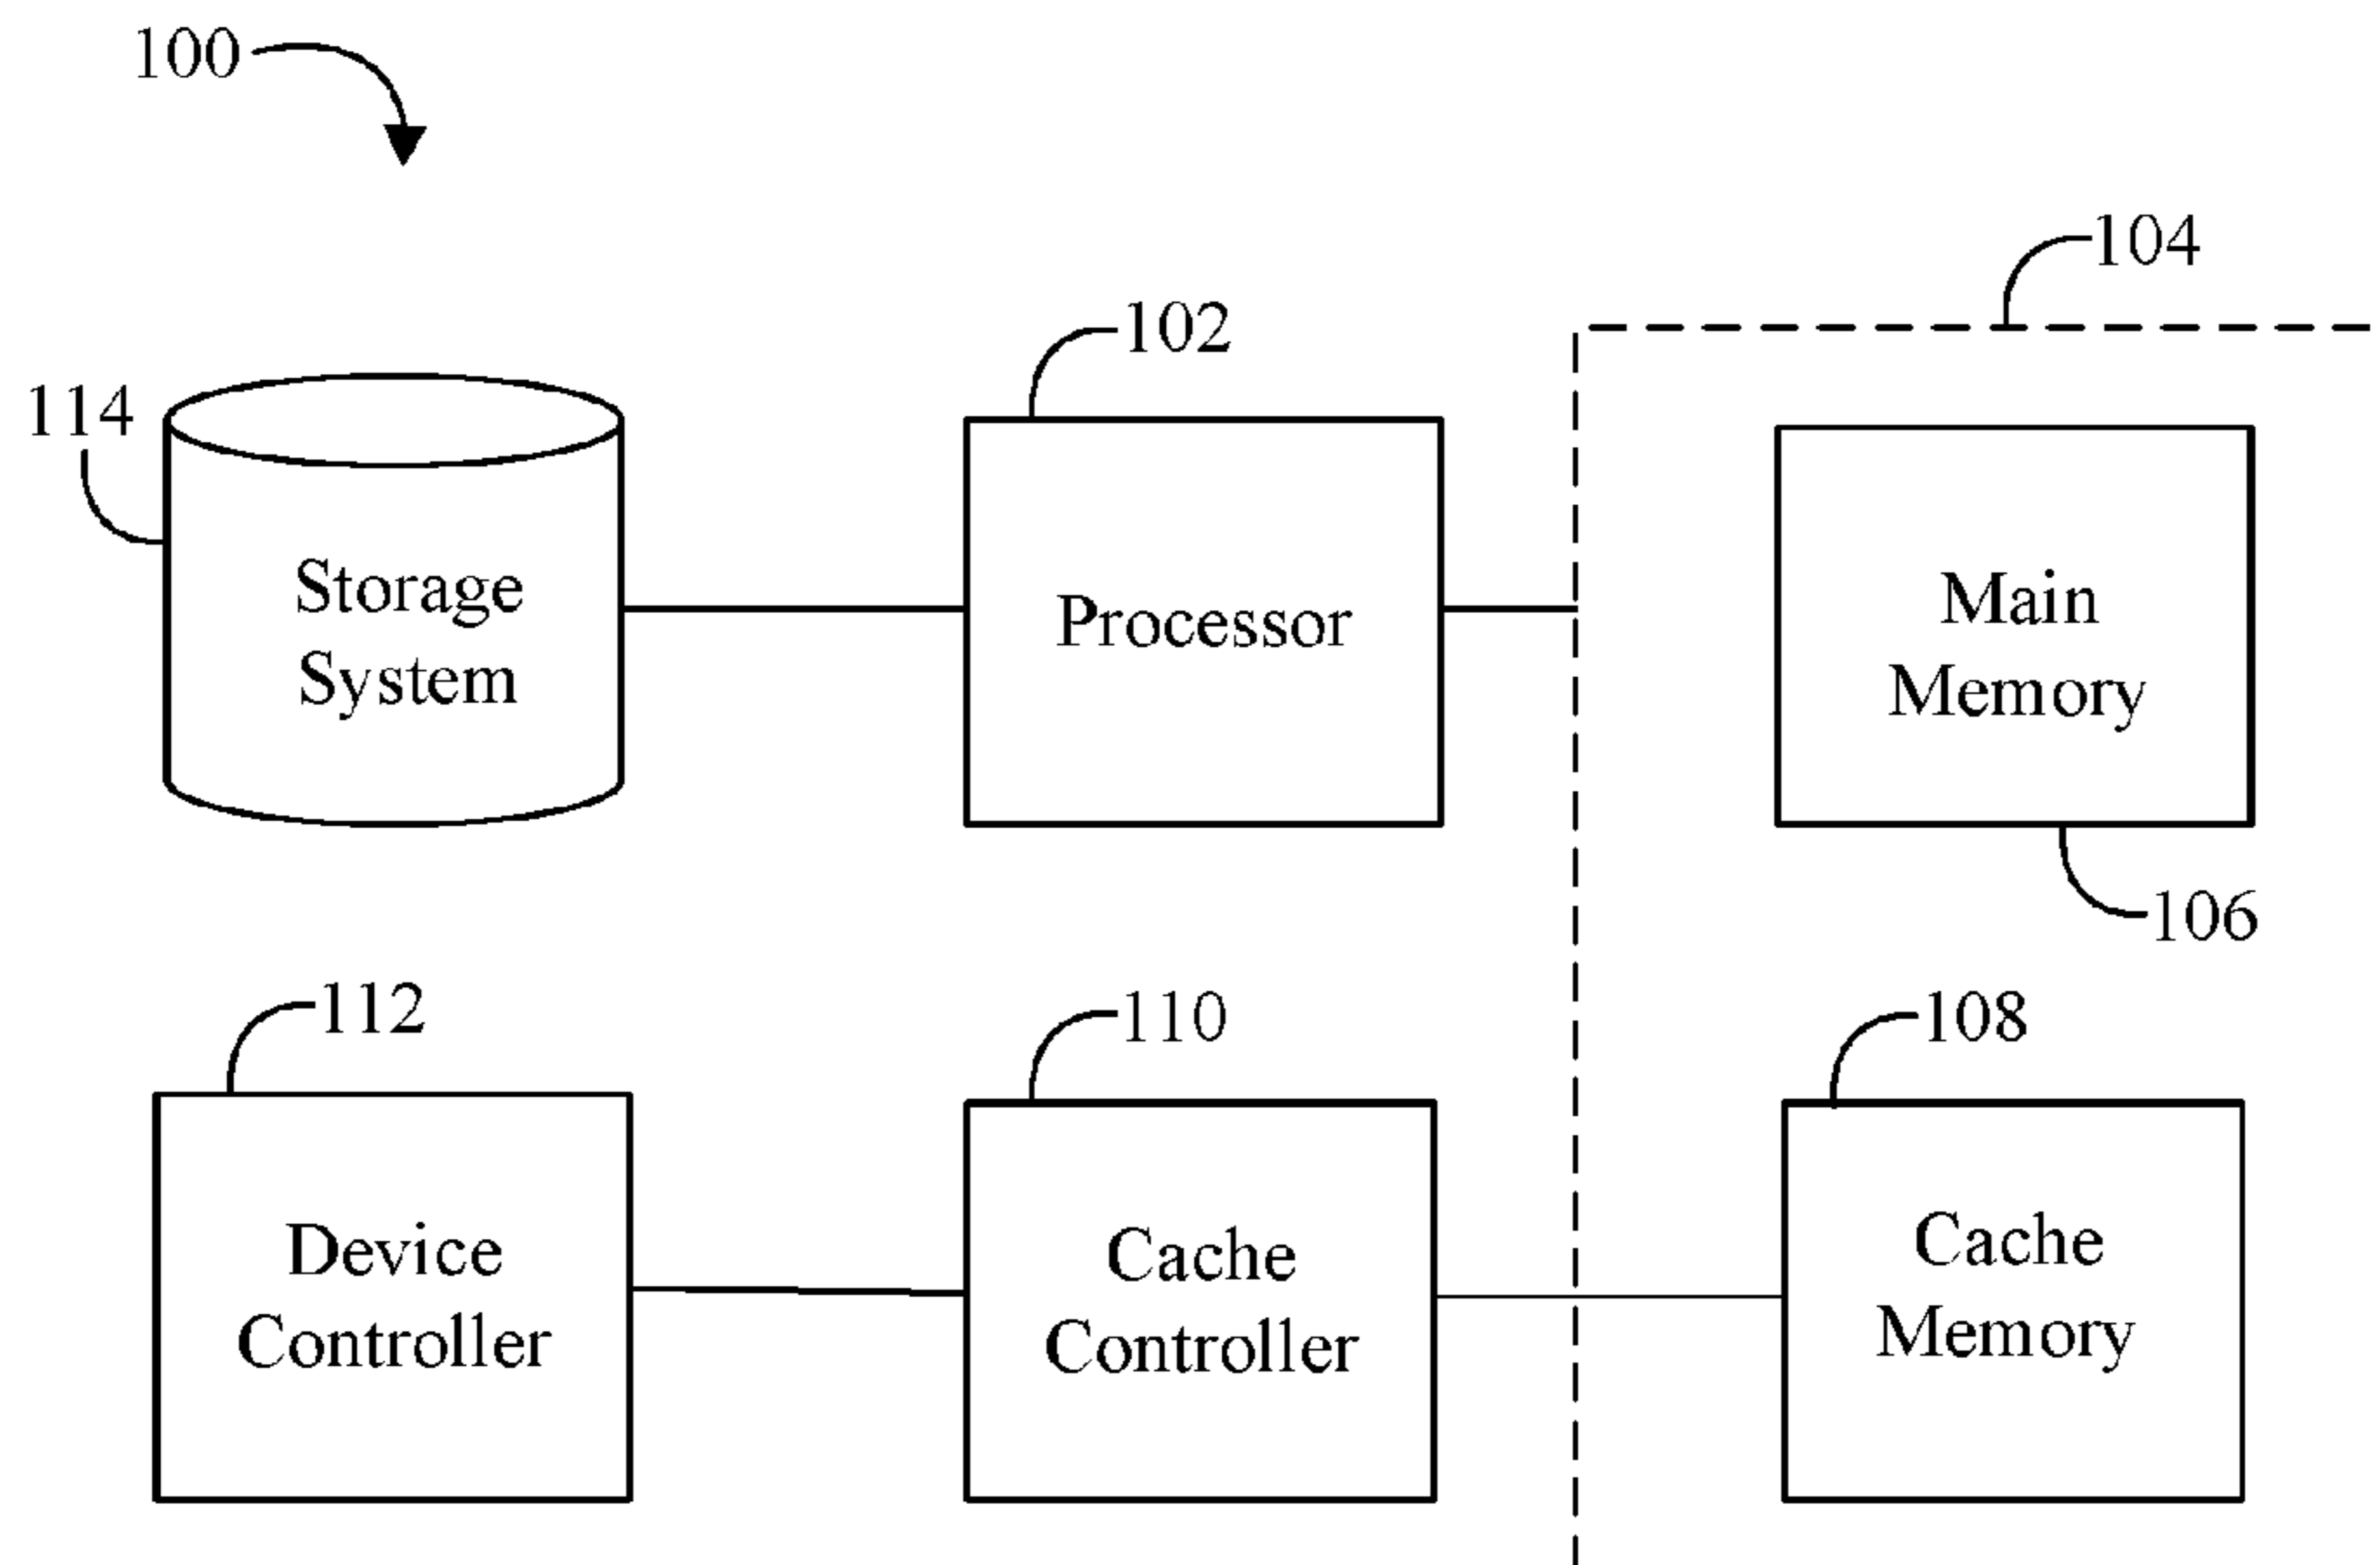 100
104
102
114
Storage
System
Processor
Main
Memory
106
112
110
108
Device
Controller
Cache
Controller
Cache
Memory